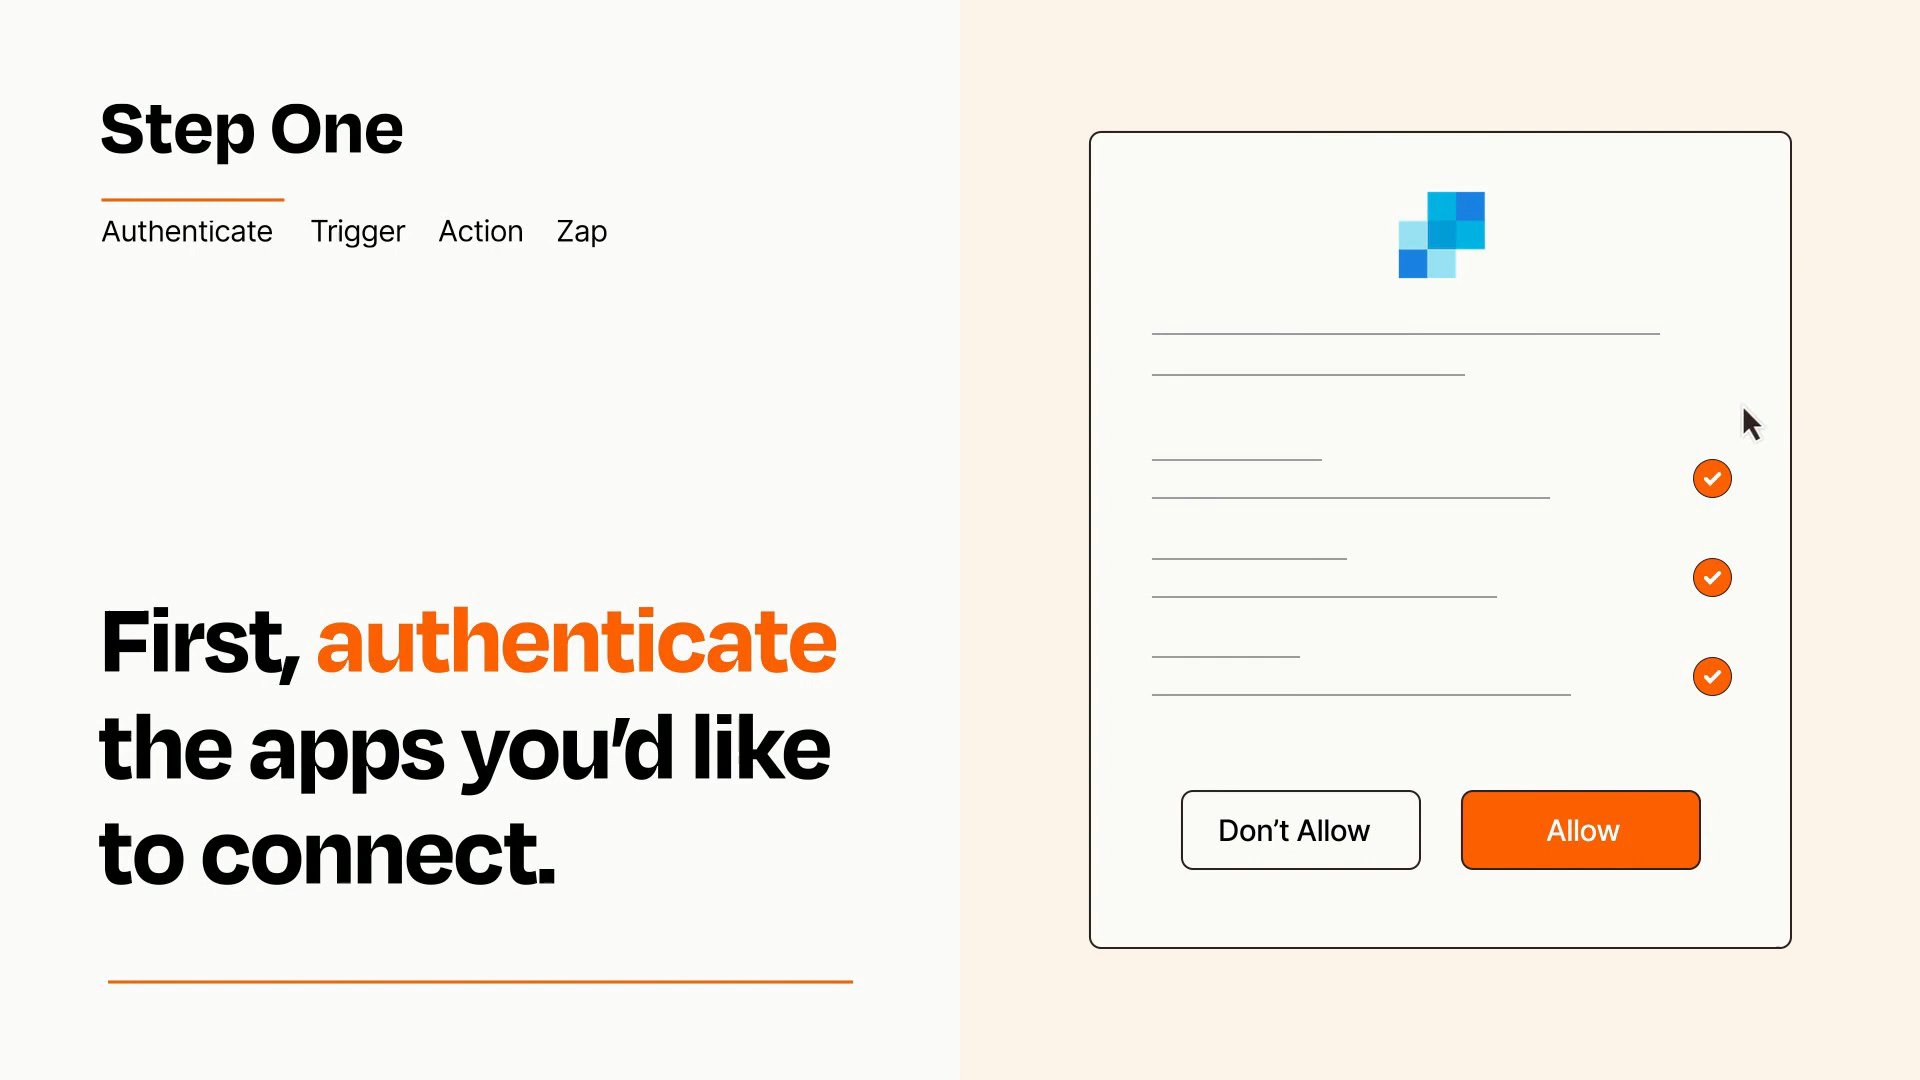 Step One
Authenticate Trigger Action Zap
First, authenticate
the apps you’d like
to connect.
Don’t Allow
Allow